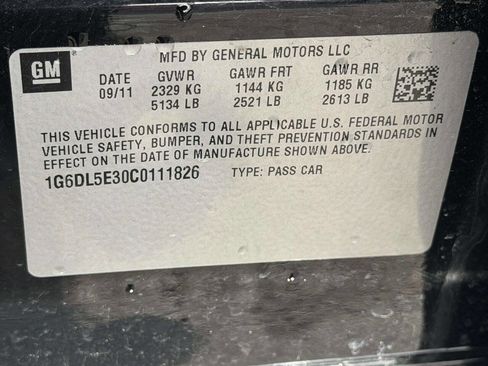 MFD BY GENERAL MOTORS LLC
GM
DATE GVWR GAWR FRT GAWR RR
09/11 2329 KG 1144 KG 1185 KG
5134 LB 2521 LB 2613 LB
THIS VEHICLE CONFORMS TO ALL APPLICABLE U.S. FEDERAL MOTOR
VEHICLE SAFETY, BUMPER, AND THEFT PREVENTION STANDARDS IN
EFFECT ON THE DATE OF MANUFACTURE SHOWN ABOVE.
1G6DL5E30C0111826 TYPE: PASS CAR